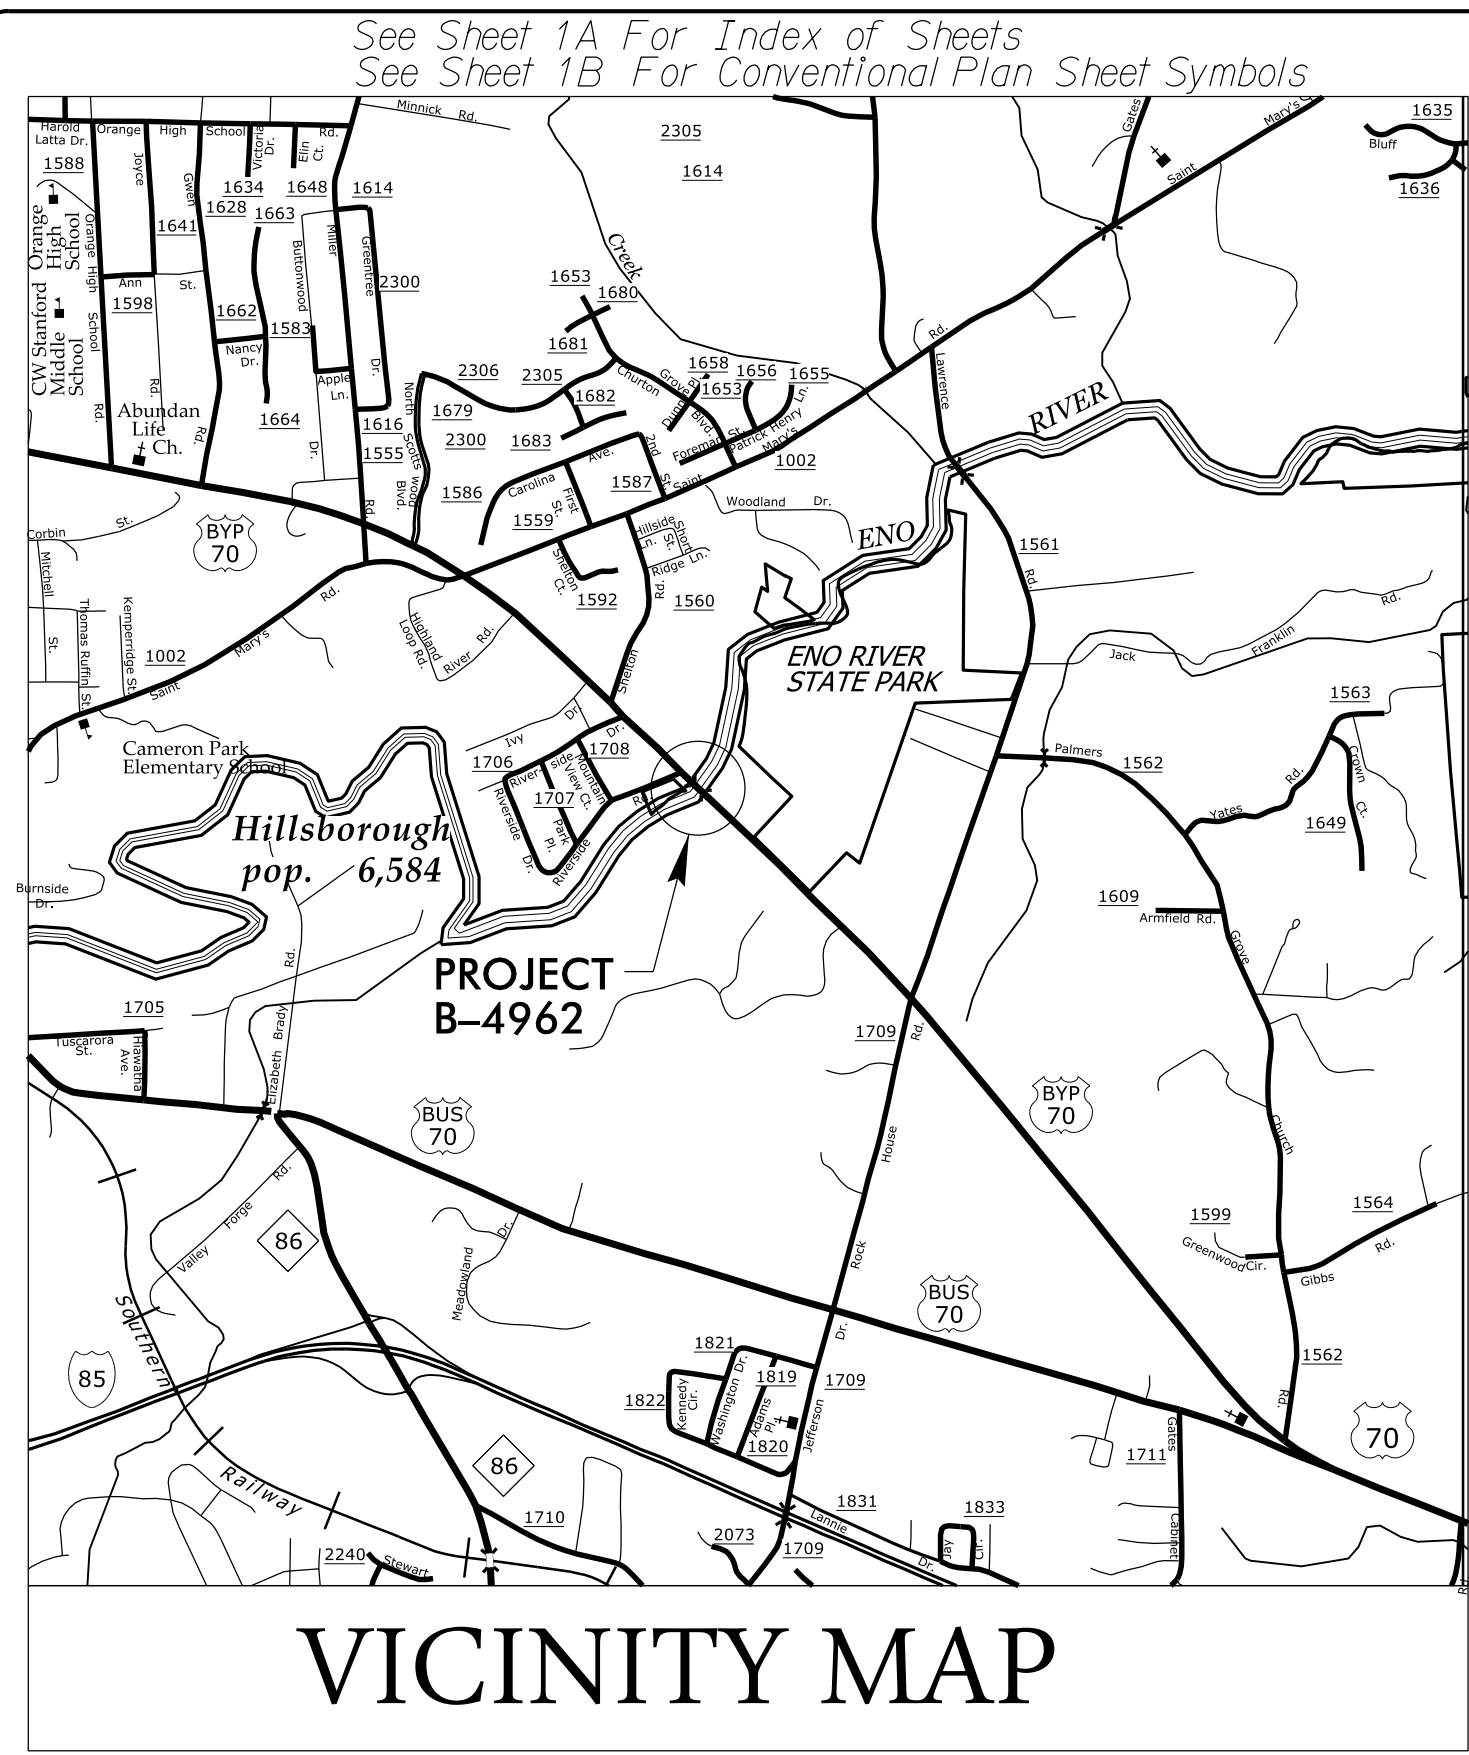 See Sheet 1A For Index of Sheets
See Sheet 1B For Conventional Plan Sheet Symbols
Minnick Rd.
Harold
Latta Dr.
Orange High School Rd.
1588
Joyce
Gwen
Victoria
Dr.
Elin
Ct.
2305
1614
Gates
Mary's
Saint
1635
Bluff
1636
1634
1648
1614
1628
1663
1641
Orange
High
School
Orange High School Rd.
Buttonwood
Miller
Greentree
2300
Creek
Ann St.
1598
1662
1583
1653
1680
1681
CW Stanford
Middle
School
Nancy
Dr.
Apple
Ln.
Dr.
Rd.
2306
2305
1682
Churton
Grove
Blvd.
1658
1656
1655
1653
Dunn Pl.
Ln.
Rd.
Lawrence
RIVER
Abundan
Life
Ch.
Rd.
1664
Dr.
1616
1555
North
Scotts wood
Blvd.
1679
2300
1683
Ave.
2nd
St.
Foreman St.
Patrick Henry
Mary's
1002
1586
Carolina
First
St.
1587
Saint
1559
Woodland Dr.
Rd.
BYP
70
Corbin St.
Mitchell
St.
Thomas Ruffin St.
Kemperridge St.
Shelton
Ct.
1592
Hillside
Ln.
Short
St.
Ridge Ln.
Rd.
1560
ENO
1561
Rd.
Rd.
Mary's
1002
Saint
Highland
Loop Rd.
River Rd.
Shelton
ENO RIVER
STATE PARK
Jack
Franklin
Rd.
1563
Cameron Park
Elementary School
Ivy
Dr.
Dr.
1706
1708
River- side
Mountain
View Ct.
1707
Riverside
Dr.
Park
Pl.
Riverside
Palmers
1562
Crown
Ct.
Rd.
Yates
1649
Hillsborough
pop. 6,584
Burnside
Dr.
1609
Armfield Rd.
Grove
PROJECT
B–4962
Rd.
Elizabeth Brady
1705
Tuscarora
St.
Hiawatha
Ave.
1709
Rd.
BUS
70
BYP
70
House
Church
Rd.
Forge
Valley
86
Meadowland
Dr.
Rock
1599
Greenwood Cir.
1564
Gibbs
Rd.
BUS
70
Southern
85
Dr.
1821
1822
Kennedy
Cir.
Washington Dr.
1819
Adams
Pl.
1820
1709
Jefferson
1562
Rd.
70
Gates
1711
Cabinet
Railway
86
1710
2240
Stewart
2073
1709
1831
Lannie
Dr.
1833
Jay
Cir.
VICINITY MAP